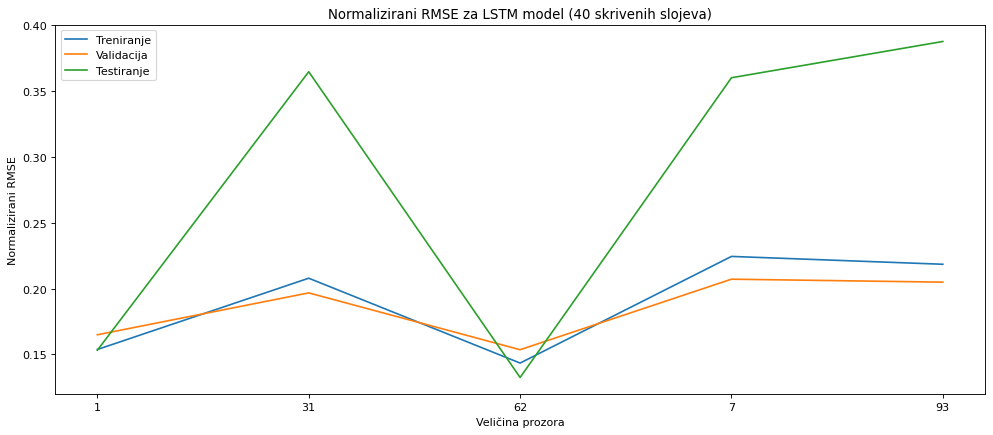 Normalizirani RMSE za LSTM model (40 skrivenih slojeva)
Treniranje
Validacija
Testiranje
Normalizirani RMSE
0.40
0.35
0.30
0.25
0.20
0.15
1 31 62 7 93
Veličina prozora